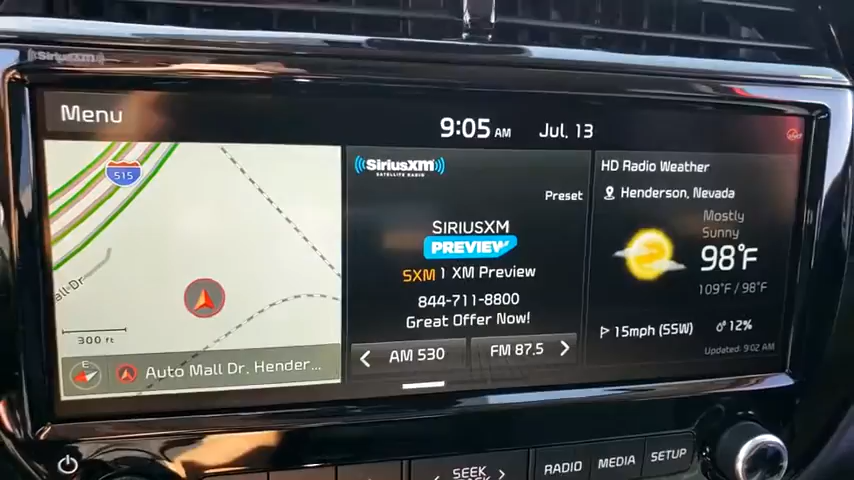 SiriusXM
Menu
9:05 AM
Jul. 13
515
all Dr
300 ft
E
Auto Mall Dr. Hender...
SiriusXM
SATELLITE RADIO
Preset
SIRIUSXM
PREVIEW
SXM 1 XM Preview
844-711-8800
Great Offer Now!
AM 530
FM 87.5
HD Radio Weather
Henderson, Nevada
Mostly
Sunny
98°F
109°F / 98°F
15mph (SSW)
12%
Updated: 9:02 AM
SEEK
RADIO
MEDIA
SETUP